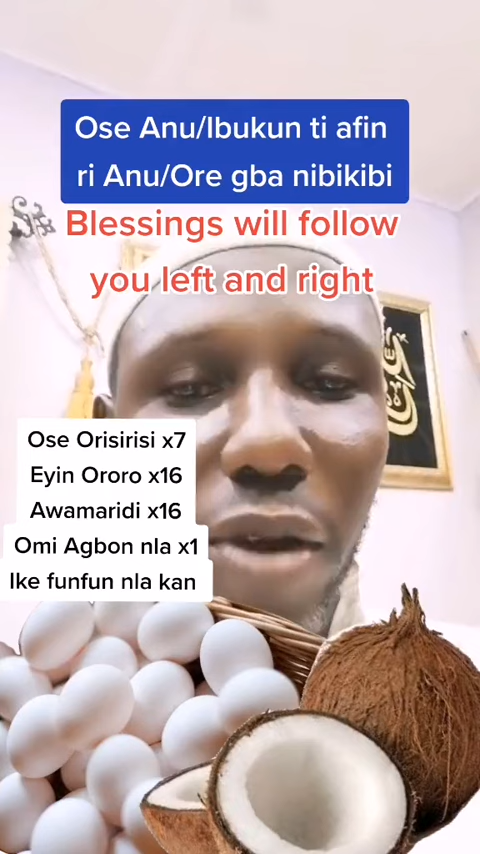 Ose Anu/Ibukun ti afin
ri Anu/Ore gba nibikibi
Blessings will follow
you left and right
Ose Orisirisi x7
Eyin Ororo x16
Awamaridi x16
Omi Agbon nla x1
Ike funfun nla kan